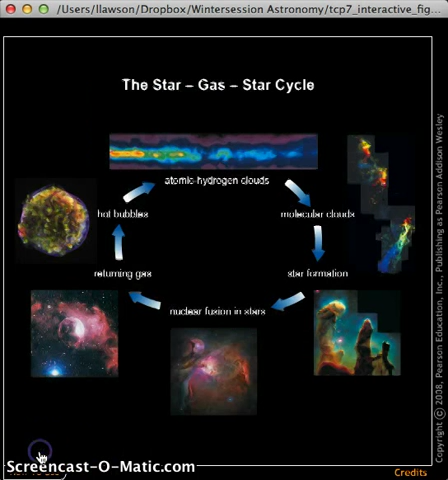 /Users/llawson/Dropbox/Wintersession Astronomy/tcp7_interactive_fig...
The Star – Gas – Star Cycle
atomic-hydrogen clouds
hot bubbles
molecular clouds
returning gas
star formation
nuclear fusion in stars
Copyright © 2008, Pearson Education, Inc., Publishing as Pearson Addison Wesley
Screencast-O-Matic.com
Credits